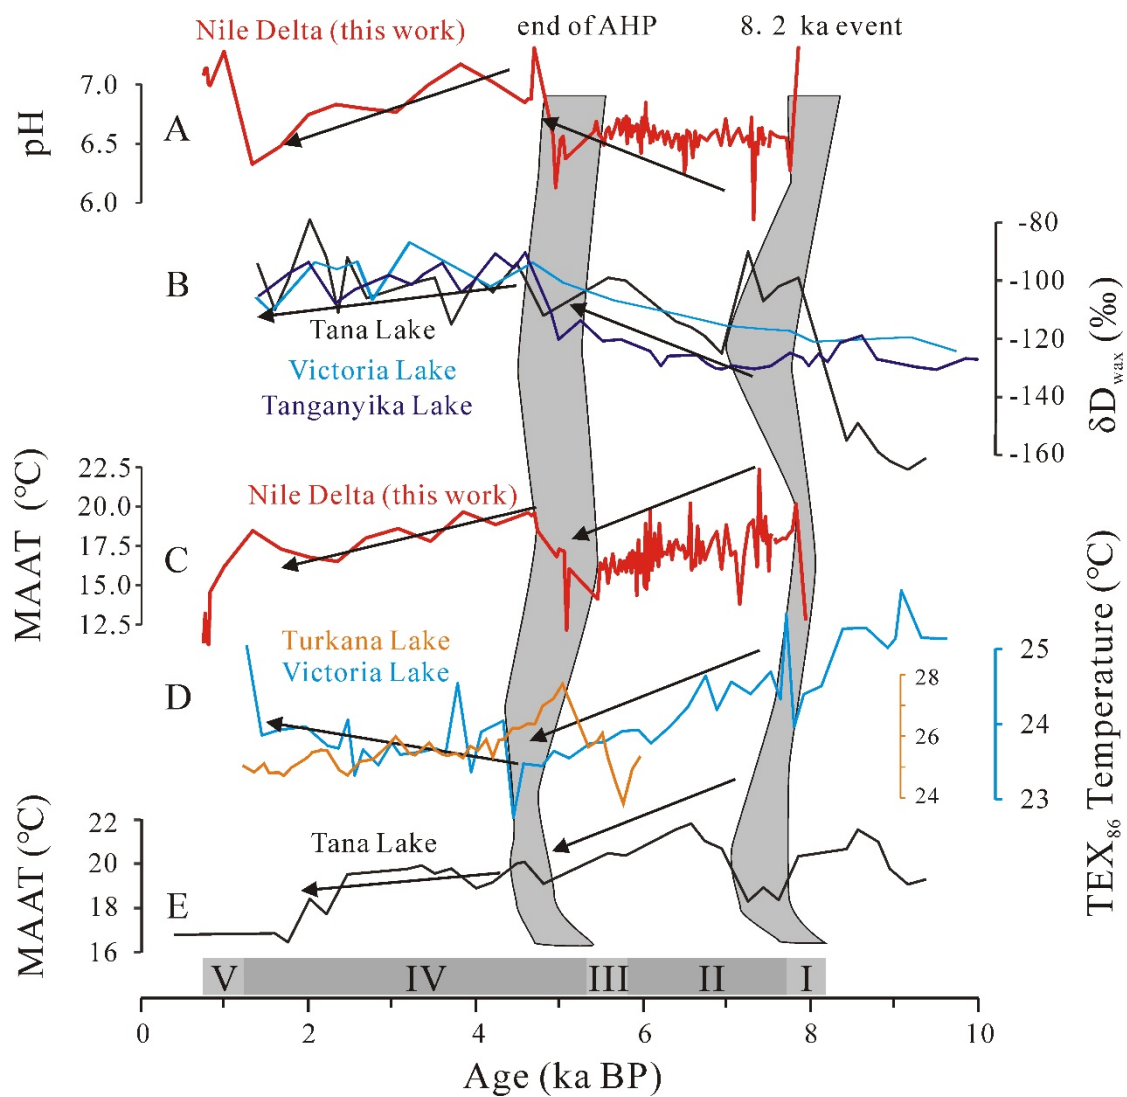 Nile Delta (this work)
end of AHP
8. 2 ka event
pH
7.0
6.5
6.0
A
B
Tana Lake
Victoria Lake
Tanganyika Lake
-80
-100
-120
-140
-160
δD_wax (‰)
MAAT (℃)
22.5
20.0
17.5
15.0
12.5
C
Nile Delta (this work)
D
Turkana Lake
Victoria Lake
28
26
24
25
24
23
TEX_86 Temperature (℃)
MAAT (℃)
22
20
18
16
E
Tana Lake
V
IV
III
II
I
0
2
4
6
8
10
Age (ka BP)